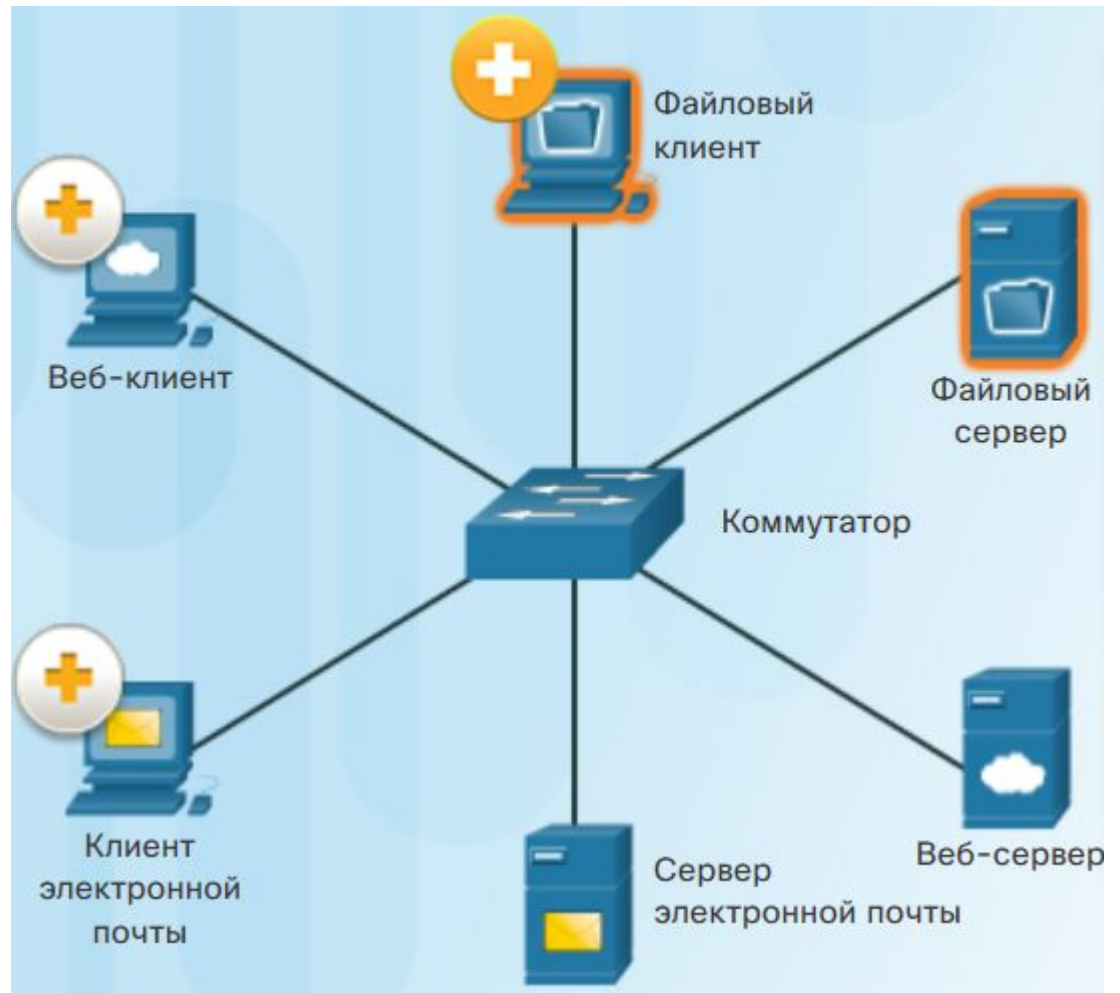 Файловый
клиент
Веб-клиент
Файловый
сервер
Коммутатор
Клиент
электронной
почты
Сервер
электронной почты
Веб-сервер